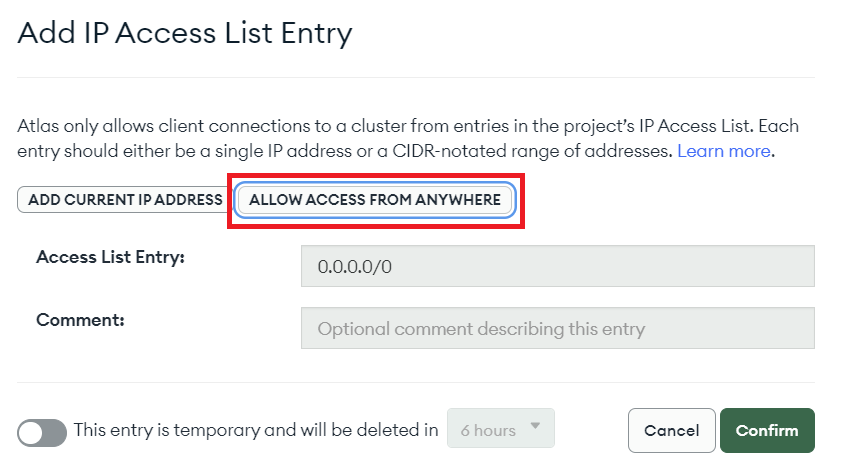 Add IP Access List Entry
Atlas only allows client connections to a cluster from entries in the project's IP Access List. Each
entry should either be a single IP address or a CIDR-notated range of addresses. Learn more.
ADD CURRENT IP ADDRESS ALLOW ACCESS FROM ANYWHERE
Access List Entry: 0.0.0.0/0
Comment: Optional comment describing this entry
This entry is temporary and will be deleted in 6 hours Cancel Confirm